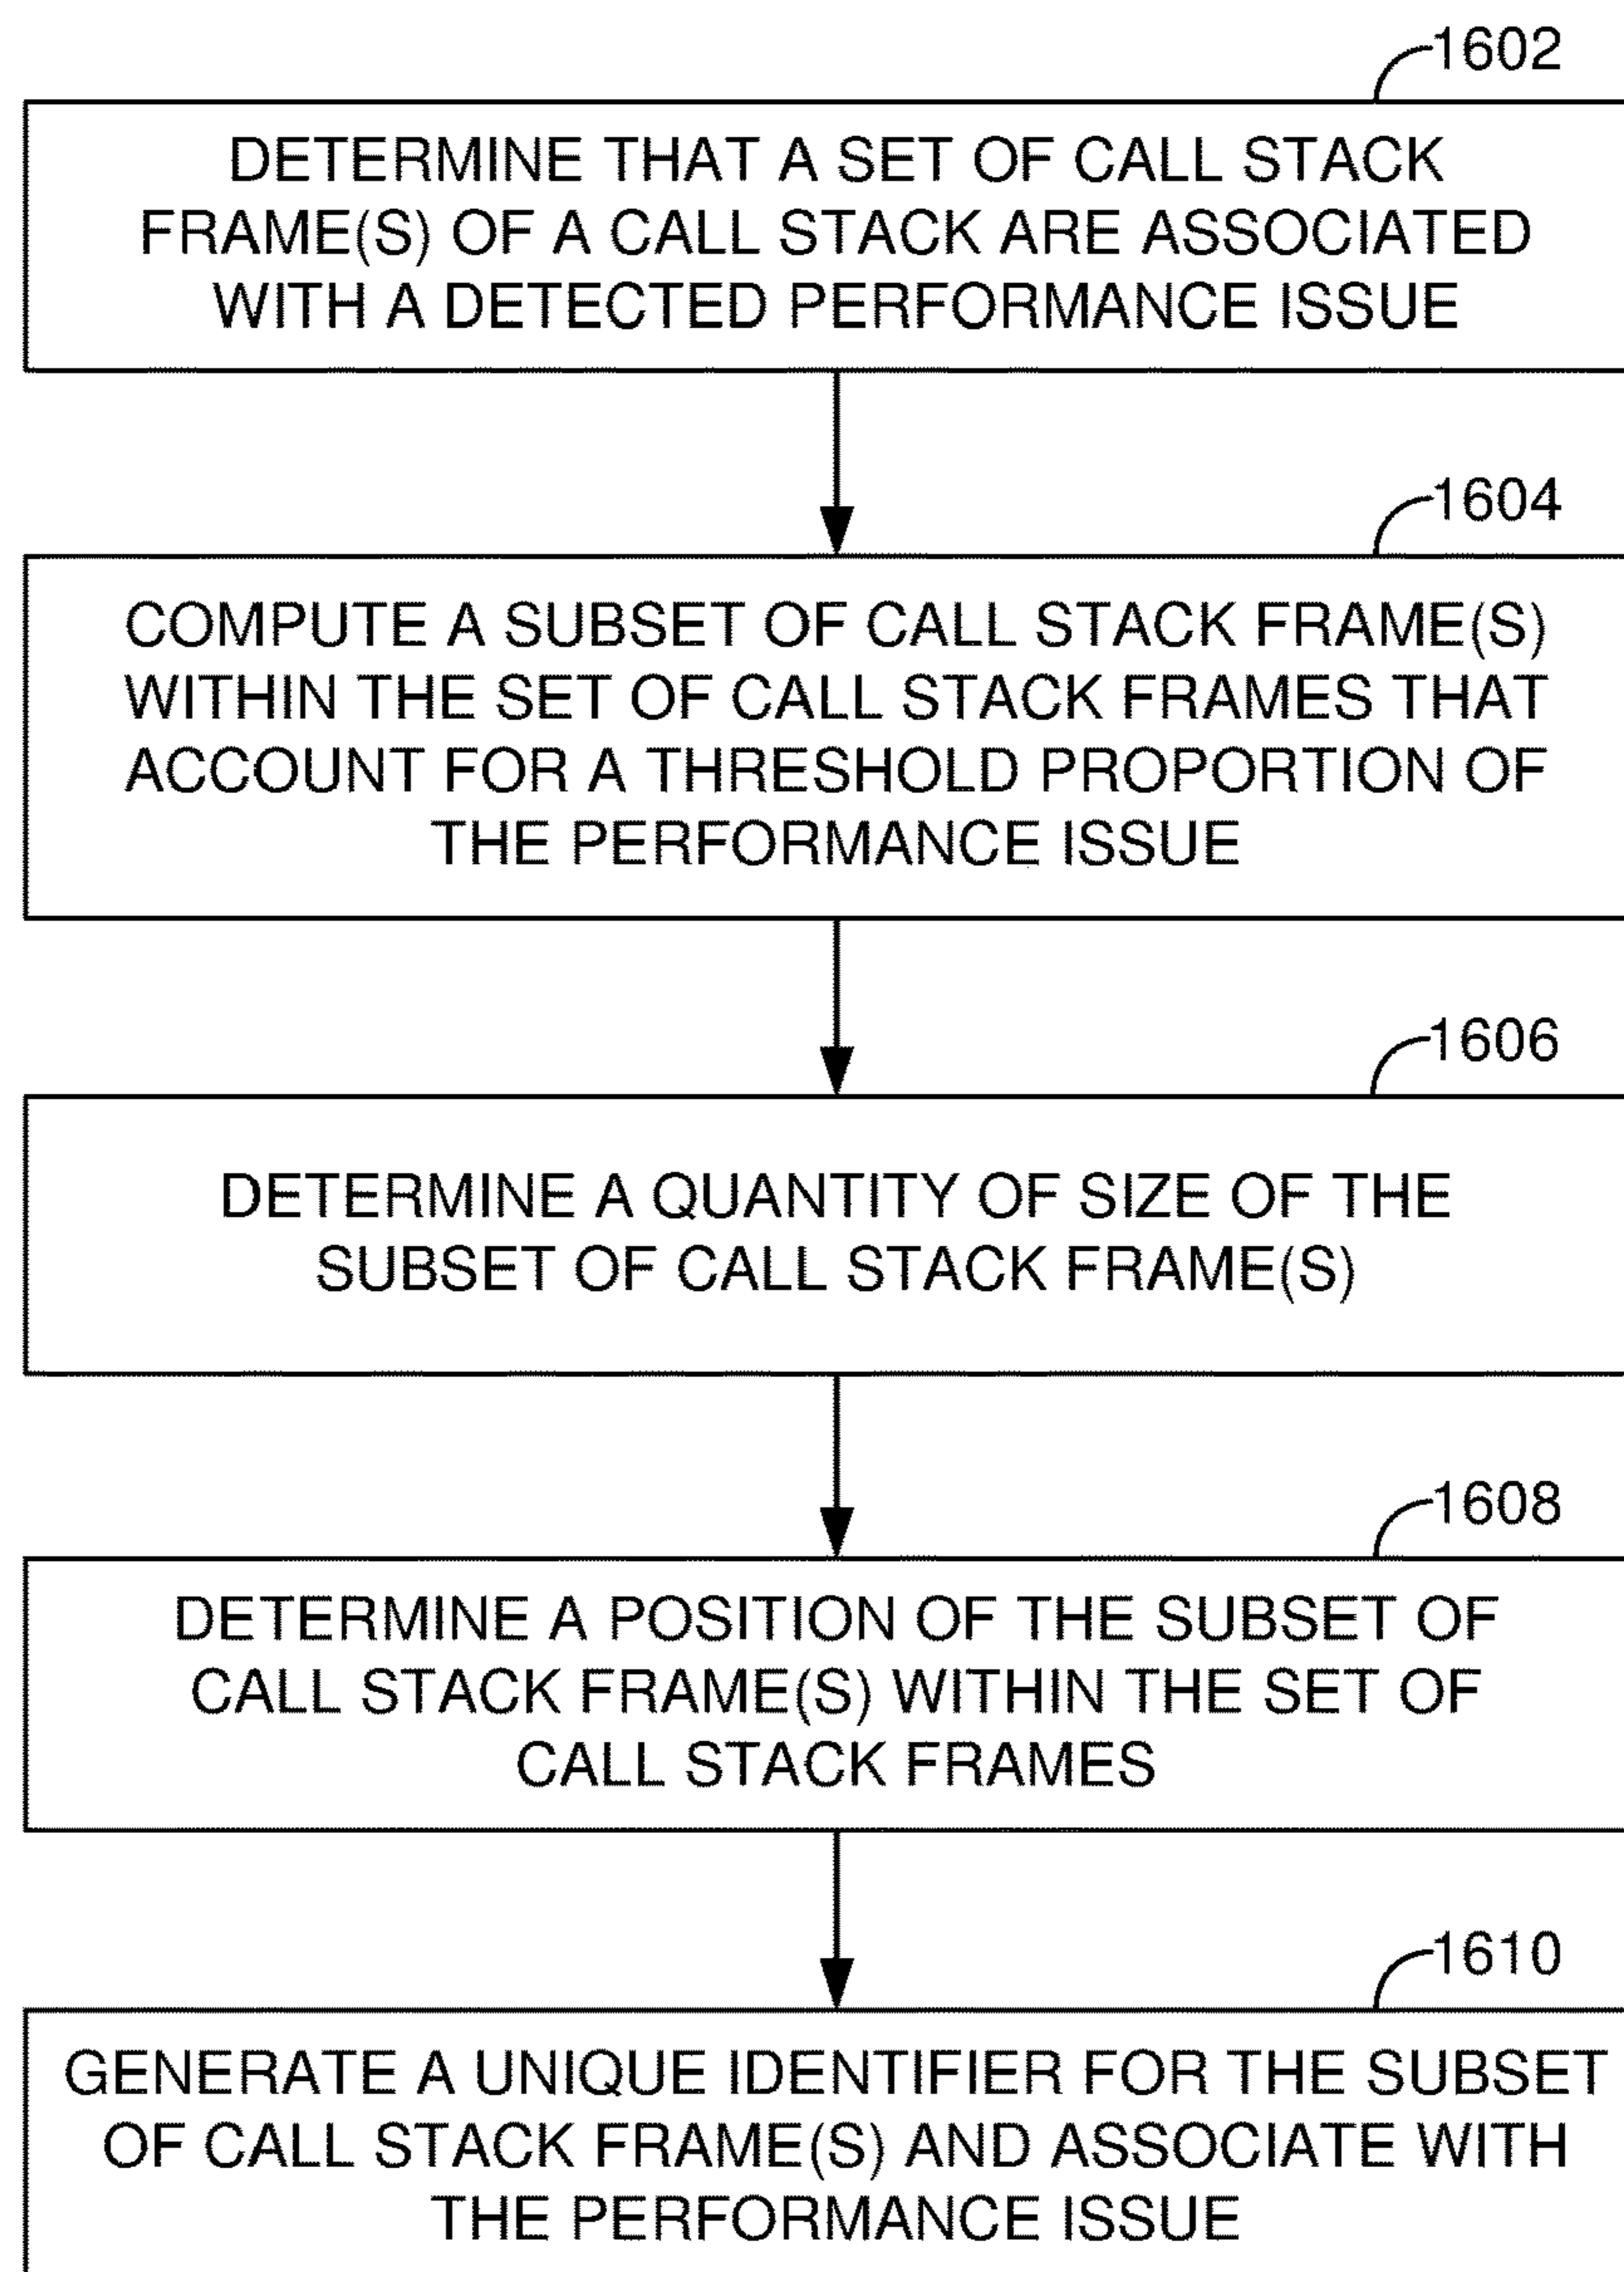 1602
DETERMINE THAT A SET OF CALL STACK
FRAME(S) OF A CALL STACK ARE ASSOCIATED
WITH A DETECTED PERFORMANCE ISSUE
1604
COMPUTE A SUBSET OF CALL STACK FRAME(S)
WITHIN THE SET OF CALL STACK FRAMES THAT
ACCOUNT FOR A THRESHOLD PROPORTION OF
THE PERFORMANCE ISSUE
1606
DETERMINE A QUANTITY OF SIZE OF THE
SUBSET OF CALL STACK FRAME(S)
1608
DETERMINE A POSITION OF THE SUBSET OF
CALL STACK FRAME(S) WITHIN THE SET OF
CALL STACK FRAMES
1610
GENERATE A UNIQUE IDENTIFIER FOR THE SUBSET
OF CALL STACK FRAME(S) AND ASSOCIATE WITH
THE PERFORMANCE ISSUE